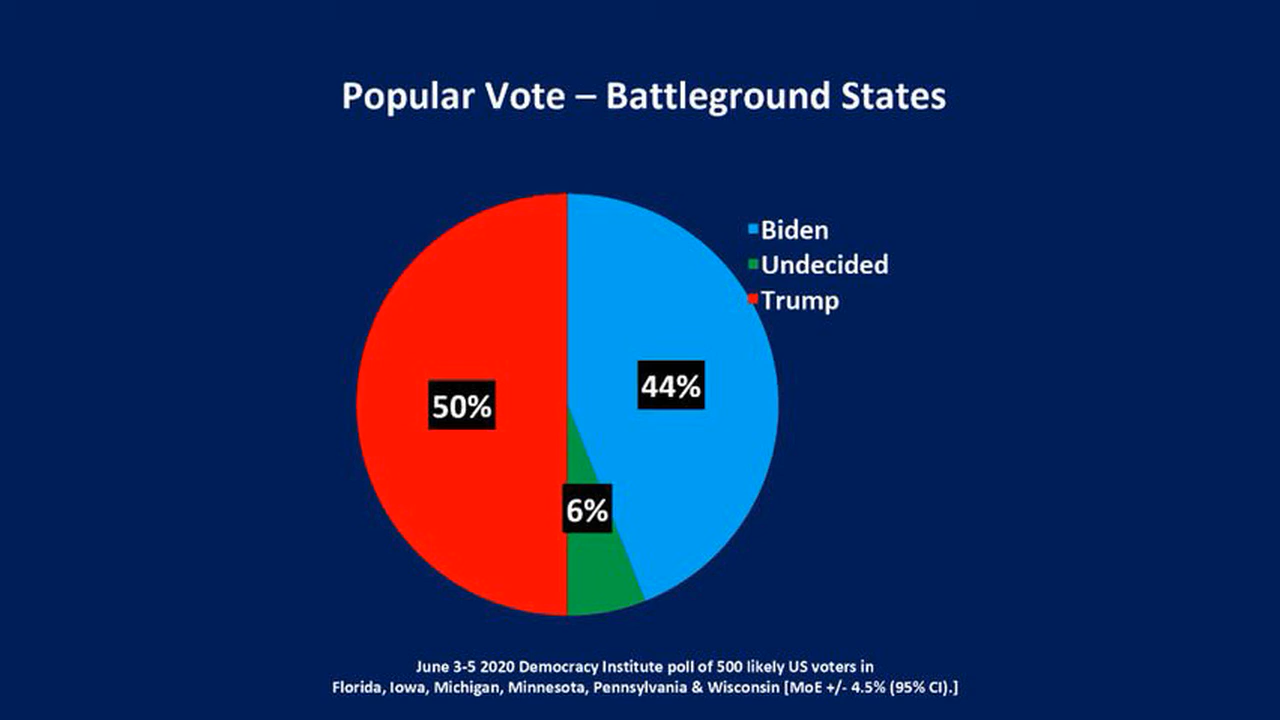 Popular Vote – Battleground States
Biden
Undecided
Trump
44%
50%
6%
June 3-5 2020 Democracy Institute poll of 500 likely US voters in
Florida, Iowa, Michigan, Minnesota, Pennsylvania & Wisconsin [MoE +/- 4.5% (95% CI).]